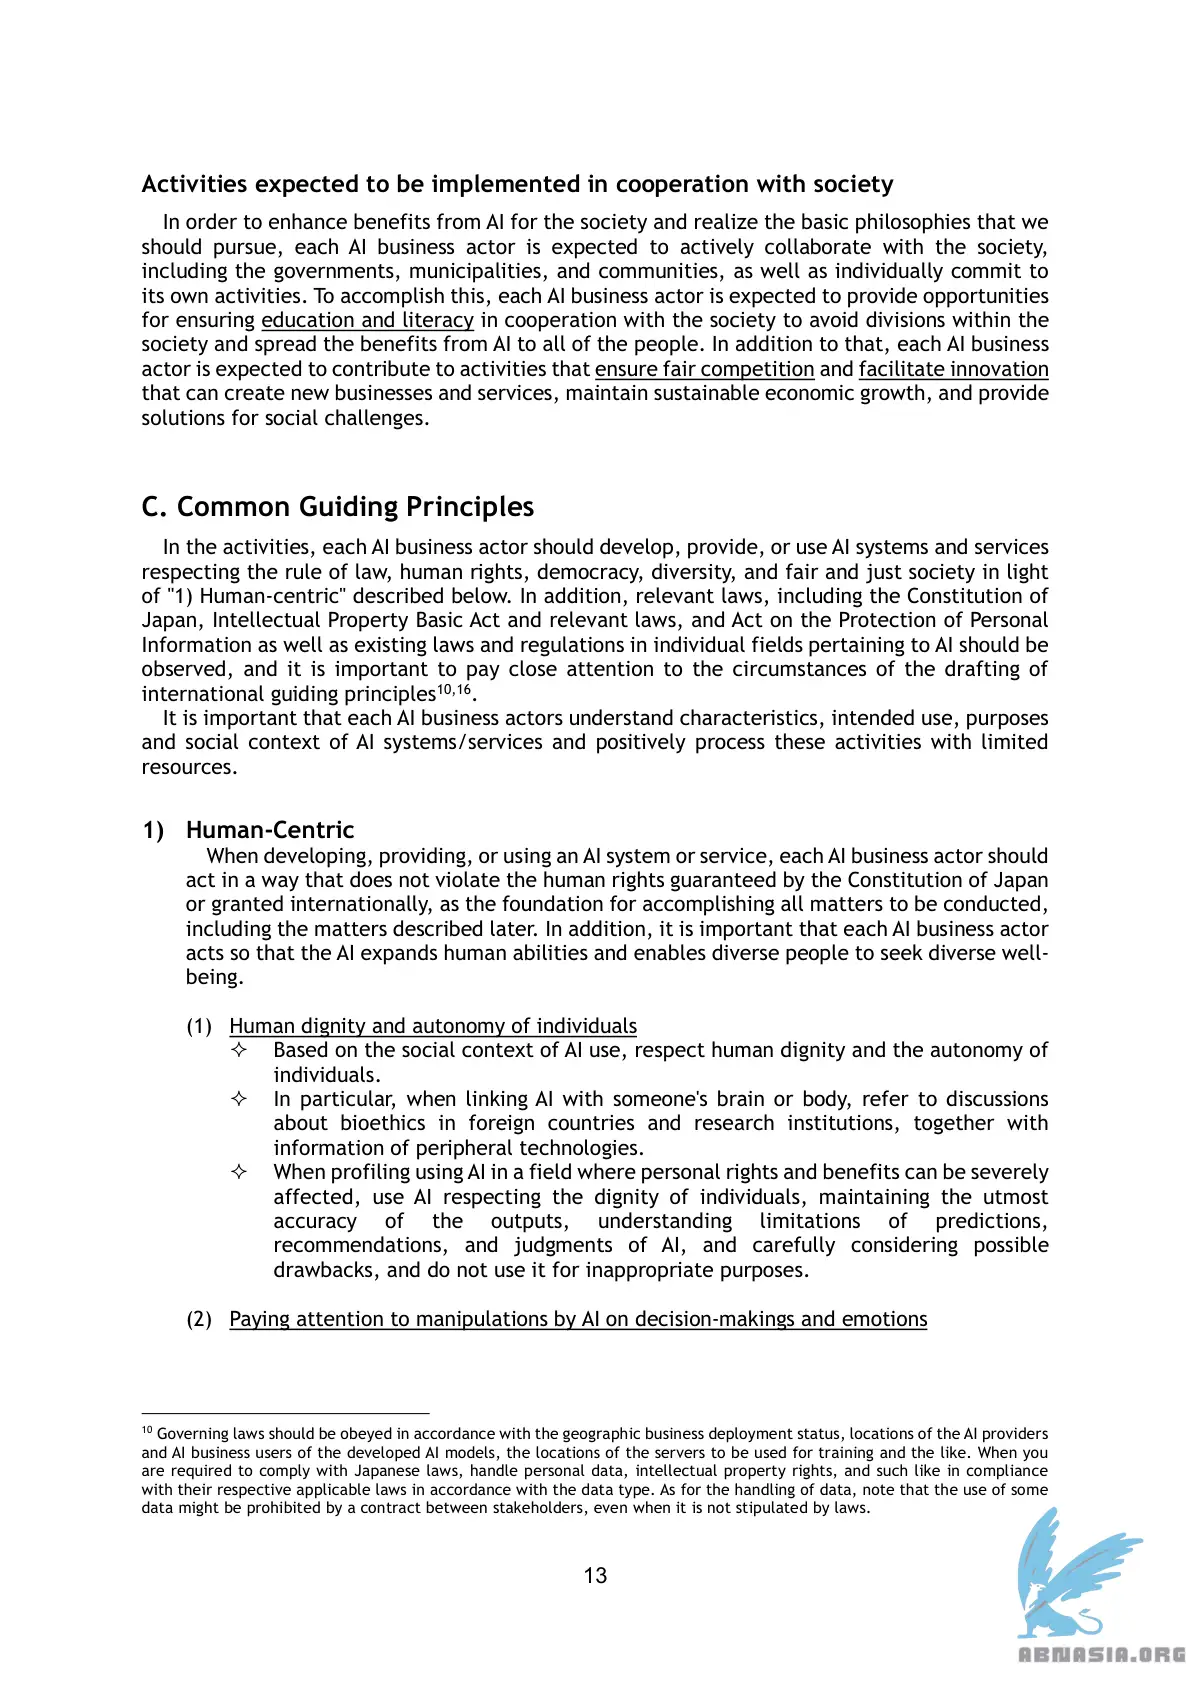 Activities expected to be implemented in cooperation with society
In order to enhance benefits from AI for the society and realize the basic philosophies that we
should pursue, each AI business actor is expected to actively collaborate with the society,
including the governments, municipalities, and communities, as well as individually commit to
its own activities. To accomplish this, each AI business actor is expected to provide opportunities
for ensuring education and literacy in cooperation with the society to avoid divisions within the
society and spread the benefits from AI to all of the people. In addition to that, each AI business
actor is expected to contribute to activities that ensure fair competition and facilitate innovation
that can create new businesses and services, maintain sustainable economic growth, and provide
solutions for social challenges.
C. Common Guiding Principles
In the activities, each AI business actor should develop, provide, or use AI systems and services
respecting the rule of law, human rights, democracy, diversity, and fair and just society in light
of "1) Human-centric" described below. In addition, relevant laws, including the Constitution of
Japan, Intellectual Property Basic Act and relevant laws, and Act on the Protection of Personal
Information as well as existing laws and regulations in individual fields pertaining to AI should be
observed, and it is important to pay close attention to the circumstances of the drafting of
international guiding principles10,16.
It is important that each AI business actors understand characteristics, intended use, purposes
and social context of AI systems/services and positively process these activities with limited
resources.
1) Human-Centric
When developing, providing, or using an AI system or service, each AI business actor should
act in a way that does not violate the human rights guaranteed by the Constitution of Japan
or granted internationally, as the foundation for accomplishing all matters to be conducted,
including the matters described later. In addition, it is important that each AI business actor
acts so that the AI expands human abilities and enables diverse people to seek diverse well-
being.
(1) Human dignity and autonomy of individuals
✧ Based on the social context of AI use, respect human dignity and the autonomy of
individuals.
✧ In particular, when linking AI with someone's brain or body, refer to discussions
about bioethics in foreign countries and research institutions, together with
information of peripheral technologies.
✧ When profiling using AI in a field where personal rights and benefits can be severely
affected, use AI respecting the dignity of individuals, maintaining the utmost
accuracy of the outputs, understanding limitations of predictions,
recommendations, and judgments of AI, and carefully considering possible
drawbacks, and do not use it for inappropriate purposes.
(2) Paying attention to manipulations by AI on decision-makings and emotions
10 Governing laws should be obeyed in accordance with the geographic business deployment status, locations of the AI providers
and AI business users of the developed AI models, the locations of the servers to be used for training and the like. When you
are required to comply with Japanese laws, handle personal data, intellectual property rights, and such like in compliance
with their respective applicable laws in accordance with the data type. As for the handling of data, note that the use of some
data might be prohibited by a contract between stakeholders, even when it is not stipulated by laws.
13
ABNASIA.ORG